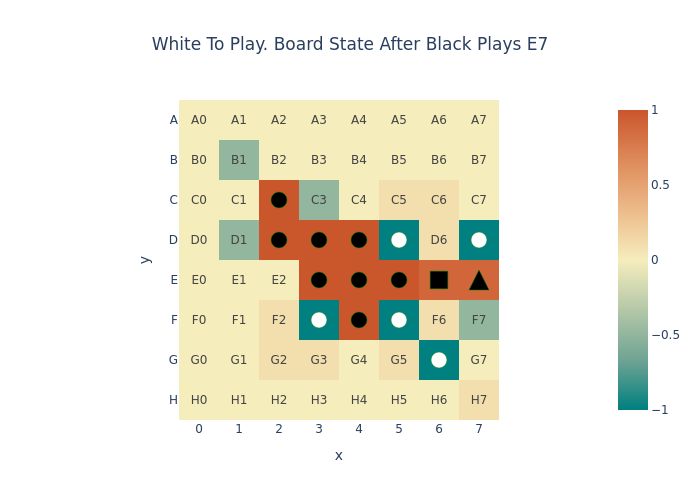 White To Play. Board State After Black Plays E7
A A0 A1 A2 A3 A4 A5 A6 A7
B B0 B1 B2 B3 B4 B5 B6 B7
C C0 C1 C3 C4 C5 C6 C7
D D0 D1 D6
E E0 E1 E2
F F0 F1 F2 F6 F7
G G0 G1 G2 G3 G4 G5 G7
H H0 H1 H2 H3 H4 H5 H6 H7
0 1 2 3 4 5 6 7
x
y
1
0.5
0
−0.5
−1